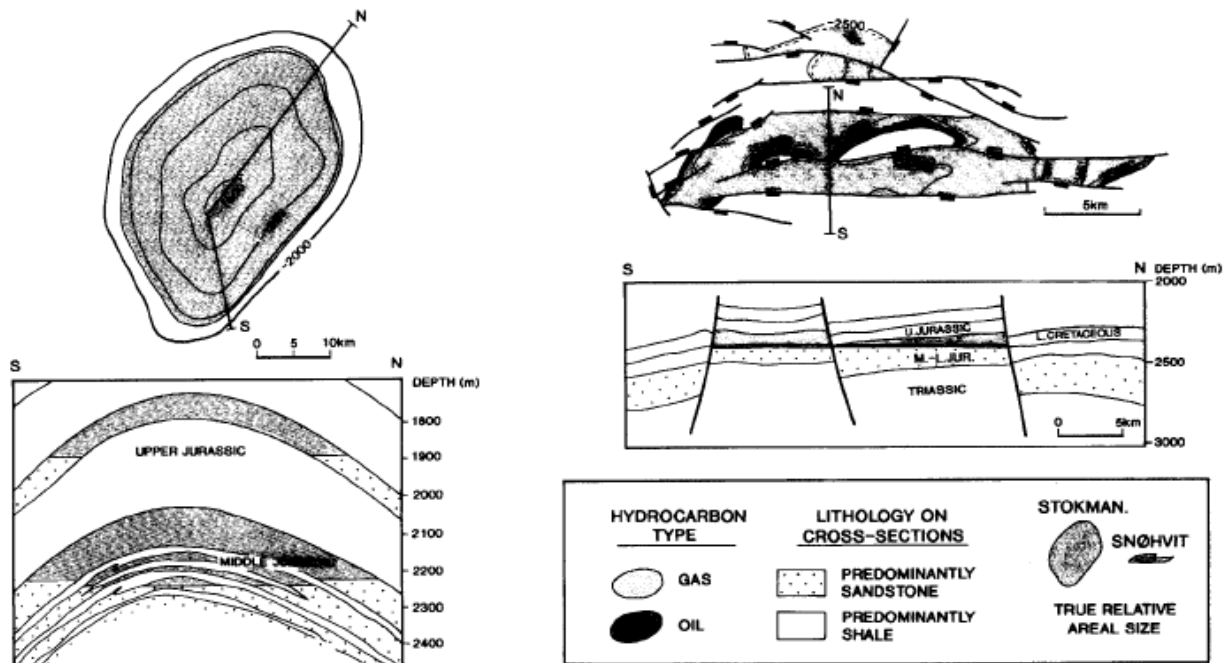 N
-2000
S
0 5 10km
S N DEPTH (m)
1800
UPPER JURASSIC
1900
2000
2100
MIDDLE
2200
2300
2400
-2500
N
S
5km
S N DEPTH (m)
2000
U.JURASSIC
L.CRETACEOUS
M.-L.JUR.
2500
TRIASSIC
0 5km
3000
HYDROCARBON
TYPE
GAS
OIL
LITHOLOGY ON
CROSS-SECTIONS
PREDOMINANTLY
SANDSTONE
PREDOMINANTLY
SHALE
STOKMAN.
SNØHVIT
TRUE RELATIVE
AREAL SIZE